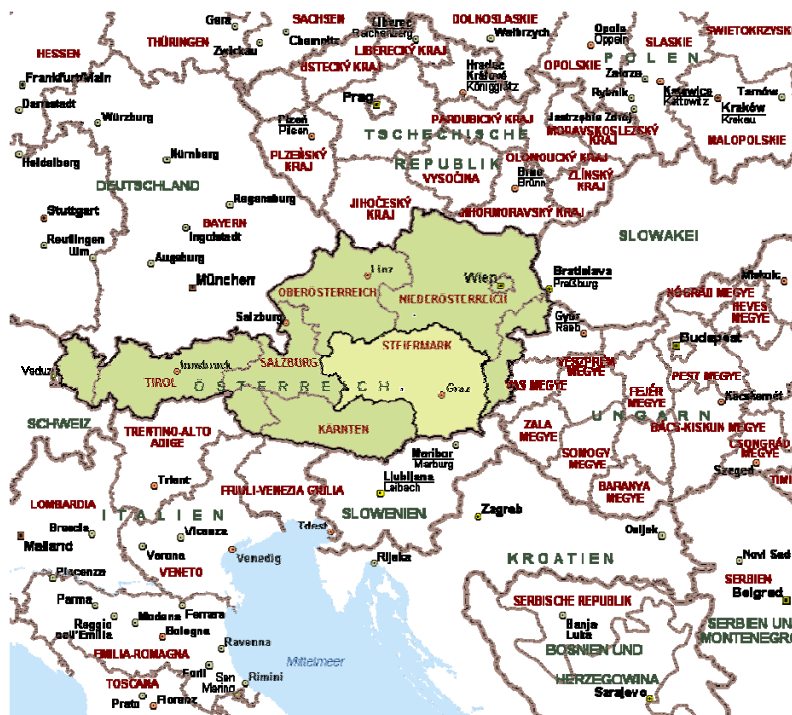 SACHSEN
DOLNOSLASKIE
Gera
Liberec
Reichenberg
Opole
Oppeln
SWIETOKRZYSKIE
Chemnitz
Walbrzych
THÜRINGEN
Zwickau
LIBERECKÝ KRAJ
SLASKIE
HESSEN
ÚSTECKÝ KRAJ
Hradec
Králové
Königgrätz
OPOLSKIE
POLEN
Zabrze
Frankfurt/Main
Katowice
Kattowitz
Tarnów
Prag
Rybnik
Kraków
Krakau
Darmstadt
Würzburg
Plzeń
Pilsen
PARDUBICKÝ KRAJ
Jastrzębie Zdroj
TSCHECHISCHE
MORAVSKOSLEZSKÝ
KRAJ
MALOPOLSKIE
Heidelberg
Nürnberg
PLZEŇSKÝ
KRAJ
REPUBLIK
OLOMOUCKÝ KRAJ
VYSOČINA
ZLÍNSKÝ
KRAJ
DEUTSCHLAND
Brno
Brünn
Regensburg
JIHOČESKÝ
KRAJ
JIHOMORAVSKÝ KRAJ
Stuttgart
BAYERN
Ingolstadt
SLOWAKEI
Reutlingen
Ulm
Augsburg
Linz
München
Wien
Bratislava
Preßburg
Miskolc
OBERÖSTERREICH
NIEDERÖSTERREICH
NÓGRÁD MEGYE
HEVES
MEGYE
Salzburg
Györ
Raab
STEIERMARK
Budapest
Vaduz
Innsbruck
SALZBURG
VESZPRÉM
MEGYE
PEST MEGYE
TIROL
ÖSTERREICH
Graz
VAS MEGYE
FEJÉR
MEGYE
Kecskemét
SCHWEIZ
UNGARN
TRENTINO-ALTO
ADIGE
KÄRNTEN
ZALA
MEGYE
BÁCS-KISKUN MEGYE
CSONGRÁD
MEGYE
Maribor
Marburg
SOMOGY
MEGYE
Szeged
Trient
Ljubljana
Laibach
BARANYA
MEGYE
TIMI
FRIULI-VENEZIA GIULIA
LOMBARDIA
ITALIEN
SLOWENIEN
Zagreb
Brescia
Vicenza
Triest
Mailand
Verona
Venedig
Osijek
Rijeka
KROATIEN
Novi Sad
Piacenza
VENETO
SERBIEN
Parma
Ferrara
SERBISCHE REPUBLIK
Belgrad
Reggio
nell'Emilia
Modena
Bologna
Banja
Luka
SERBIEN UND
MONTENEGRO
Ravenna
BOSNIEN UND
EMILIA-ROMAGNA
Forlì
Mittelmeer
TOSCANA
San
Marino
Rimini
HERZEGOWINA
Prato
Florenz
Sarajevo